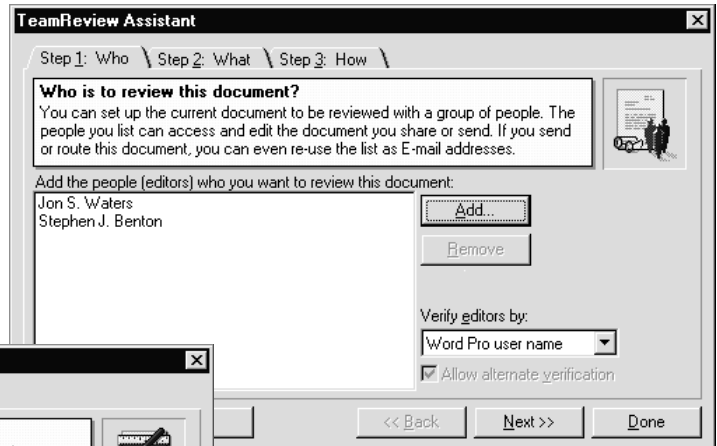 TeamReview Assistant
Step 1: Who
Step 2: What
Step 3: How
Who is to review this document?
You can set up the current document to be reviewed with a group of people. The
people you list can access and edit the document you share or send. If you send
or route this document, you can even re-use the list as E-mail addresses.
Add the people (editors) who you want to review this document:
Jon S. Waters
Stephen J. Benton
Add...
Remove
Verify editors by:
Word Pro user name
Allow alternate verification
<< Back
Next >>
Done